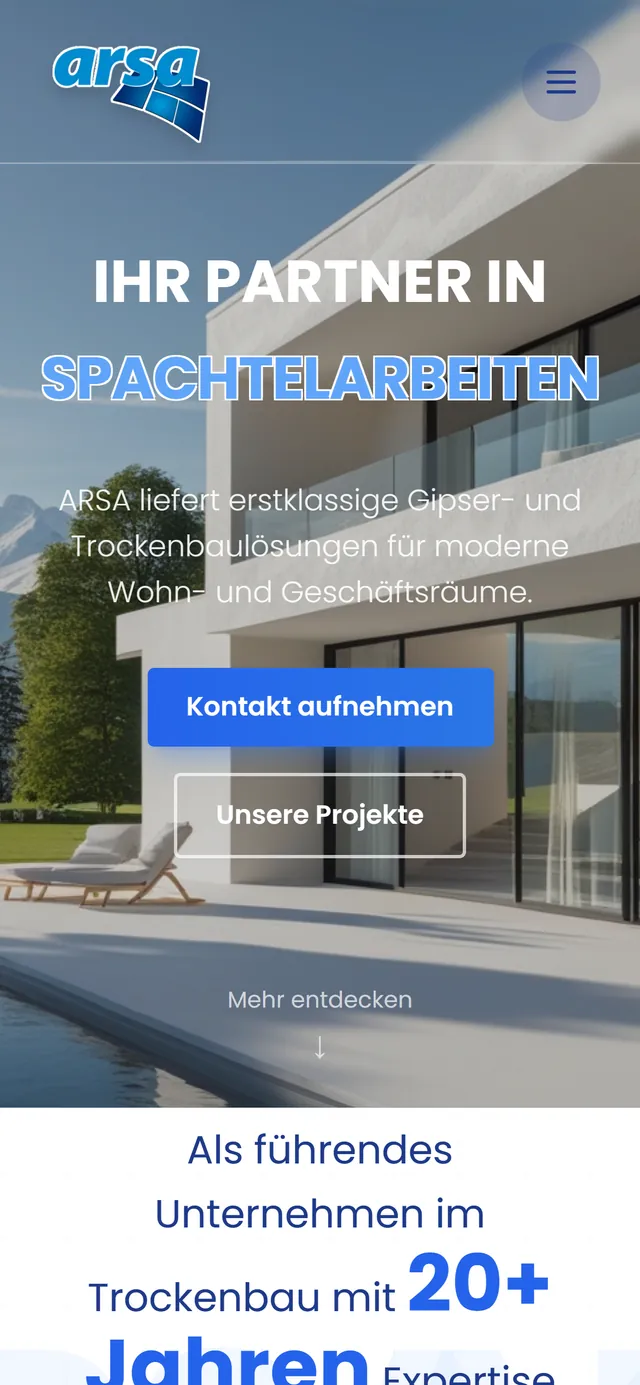 arsa
IHR PARTNER IN
SPACHTELARBEITEN
ARSA liefert erstklassige Gipser- und
Trockenbaulösungen für moderne
Wohn- und Geschäftsräume.
Kontakt aufnehmen
Unsere Projekte
Mehr entdecken
↓
Als führendes
Unternehmen im
Trockenbau mit 20+
Jahren Expertise